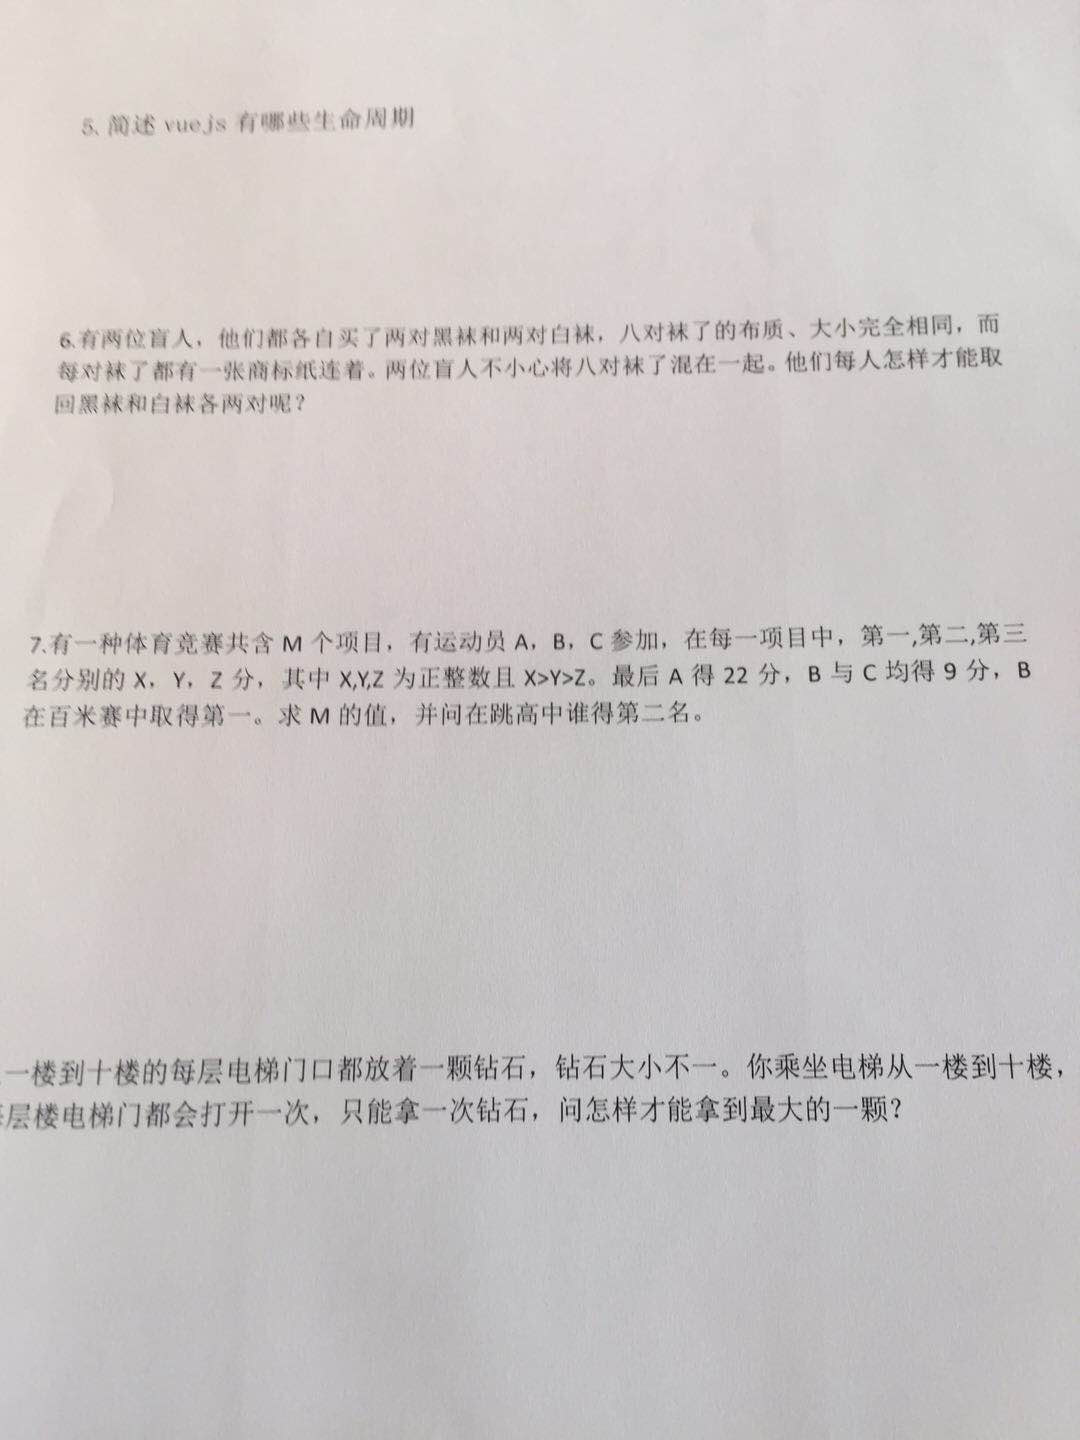 5、简述 vuejs 有哪些生命周期
6.有两位盲人，他们都各自买了两对黑袜和两对白袜，八对袜了的布质、大小完全相同，而
每对袜了都有一张商标纸连着。两位盲人不小心将八对袜了混在一起。他们每人怎样才能取
回黑袜和白袜各两对呢？
7.有一种体育竞赛共含 M 个项目，有运动员 A，B，C 参加，在每一项目中，第一,第二,第三
名分别的 X，Y，Z 分，其中 X,Y,Z 为正整数且 X>Y>Z。最后 A 得 22 分，B 与 C 均得 9 分，B
在百米赛中取得第一。求 M 的值，并问在跳高中谁得第二名。
一楼到十楼的每层电梯门口都放着一颗钻石，钻石大小不一。你乘坐电梯从一楼到十楼，
层楼电梯门都会打开一次，只能拿一次钻石，问怎样才能拿到最大的一颗？